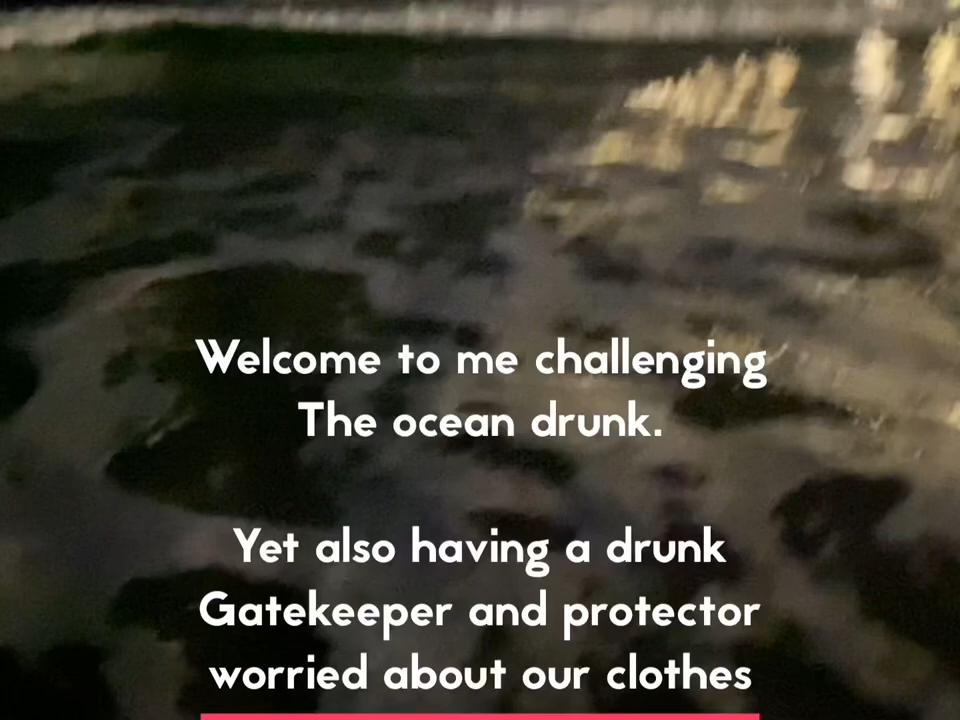 Welcome to me challenging
The ocean drunk.
Yet also having a drunk
Gatekeeper and protector
worried about our clothes